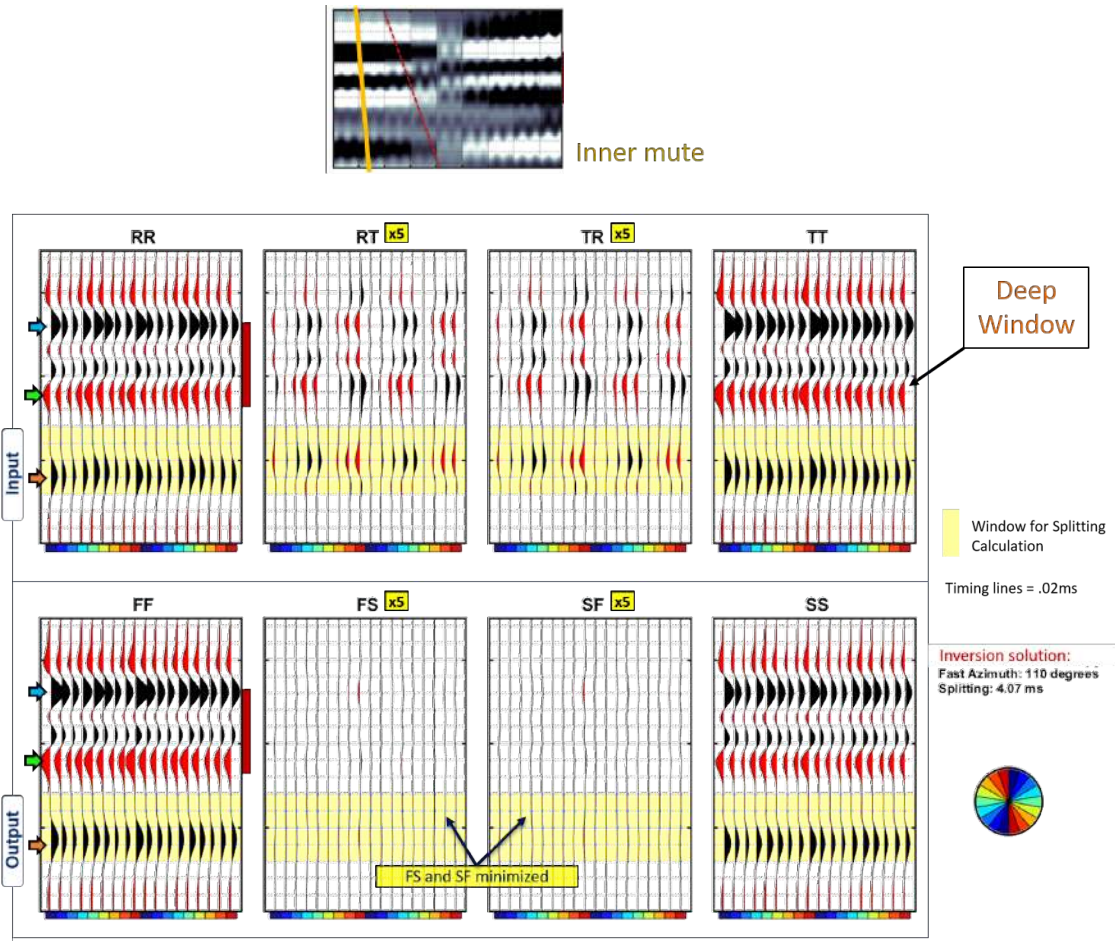 Inner mute
RR
RT x5
TR x5
TT
Deep
Window
Input
Window for Splitting
Calculation
Timing lines = .02ms
FF
FS x5
SF x5
SS
Inversion solution:
Fast Azimuth: 110 degrees
Splitting: 4.07 ms
Output
FS and SF minimized